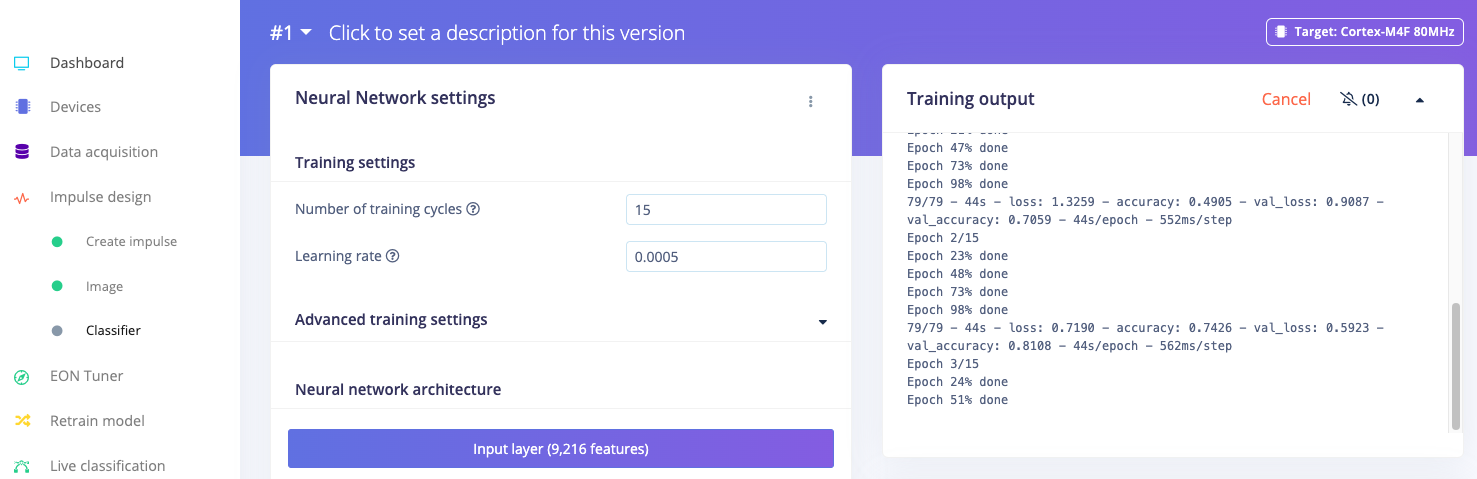 #1 Click to set a description for this version
Target: Cortex-M4F 80MHz
Dashboard
Devices
Data acquisition
Impulse design
Create impulse
Image
Classifier
EON Tuner
Retrain model
Live classification
Neural Network settings
Training settings
Number of training cycles
15
Learning rate
0.0005
Advanced training settings
Neural network architecture
Input layer (9,216 features)
Training output
Cancel
(0)
Epoch 47% done
Epoch 73% done
Epoch 98% done
79/79 - 44s - loss: 1.3259 - accuracy: 0.4905 - val_loss: 0.9087 -
val_accuracy: 0.7059 - 44s/epoch - 552ms/step
Epoch 2/15
Epoch 23% done
Epoch 48% done
Epoch 73% done
Epoch 98% done
79/79 - 44s - loss: 0.7190 - accuracy: 0.7426 - val_loss: 0.5923 -
val_accuracy: 0.8108 - 44s/epoch - 562ms/step
Epoch 3/15
Epoch 24% done
Epoch 51% done